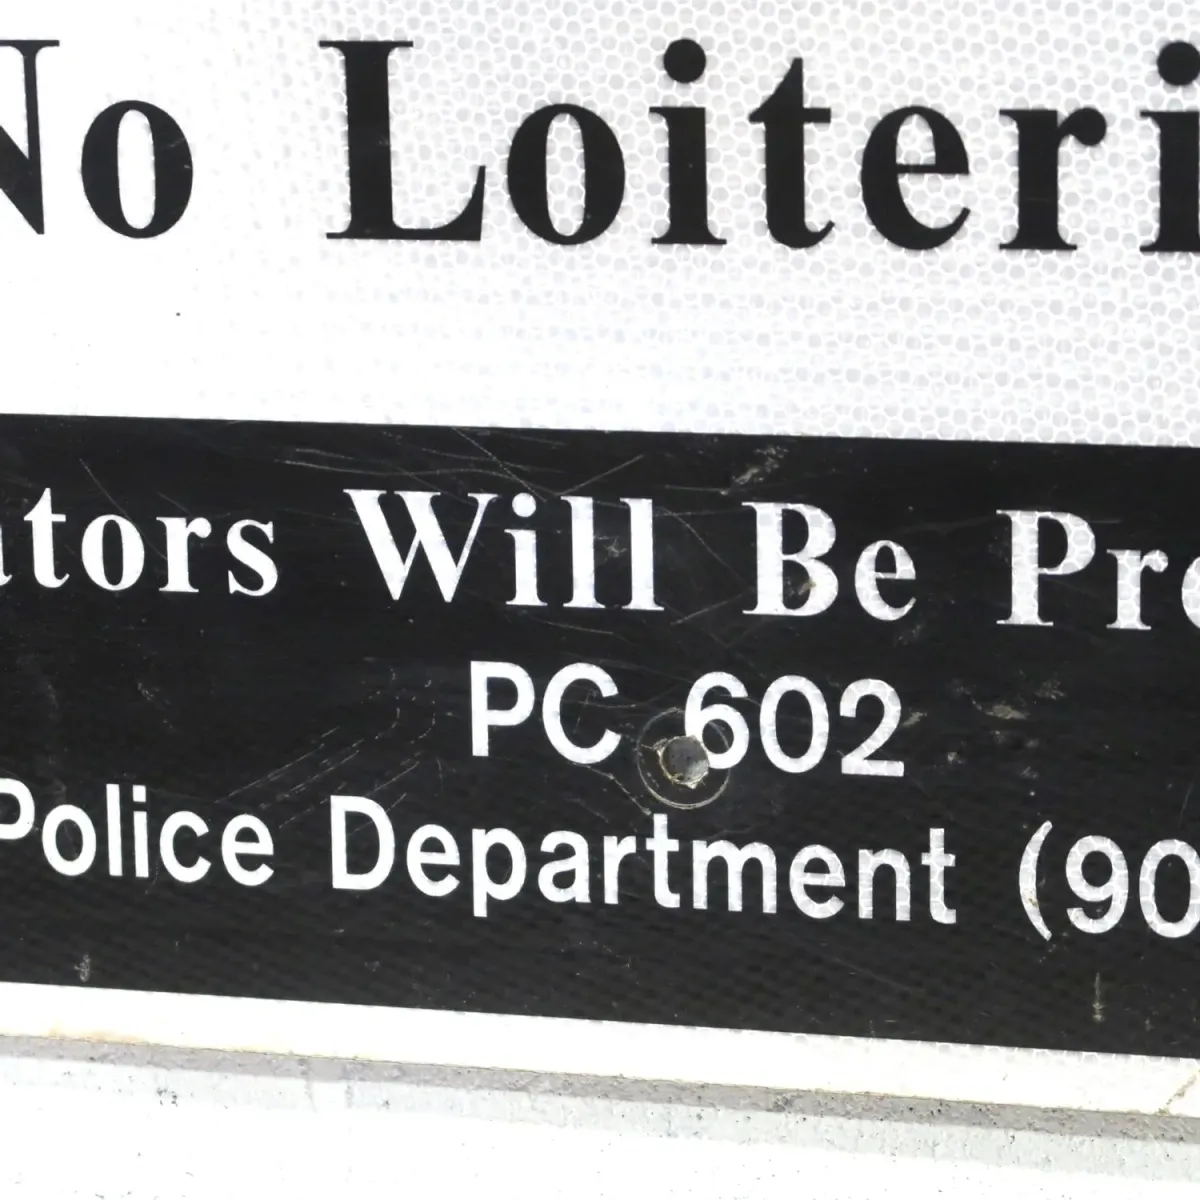 No Loiteri
ators Will Be Pro
PC 602
Police Department (90